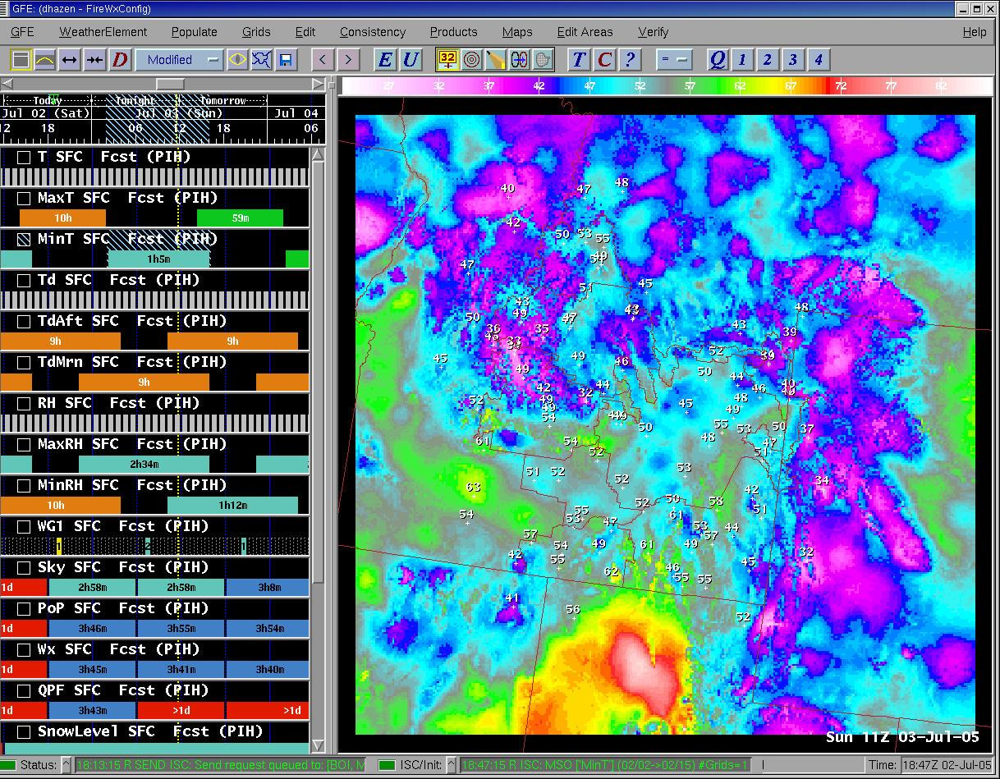 GFE: (dhazen - FireWxConfig)
GFE WeatherElement Populate Grids Edit Consistency Products Maps Edit Areas Verify Help
D Modified < > E U 32 T C ? = Q 1 2 3 4
27 32 37 42 47 52 57 62 67 72 77 82
Today Tonight Tomorrow
Jul 02 (Sat) Jul 03 (Sun) Jul 04
12 18 06 12 18 06
T SFC Fcst (PIH)
MaxT SFC Fcst (PIH)
10h 59m
MinT SFC Fcst (PIH)
1h5m
Td SFC Fcst (PIH)
TdAft SFC Fcst (PIH)
9h 9h
TdMrn SFC Fcst (PIH)
9h
RH SFC Fcst (PIH)
MaxRH SFC Fcst (PIH)
2h34m
MinRH SFC Fcst (PIH)
10h 1h12m
WG1 SFC Fcst (PIH)
1 2 1
Sky SFC Fcst (PIH)
1d 2h58m 2h58m 3h8m
PoP SFC Fcst (PIH)
1d 3h46m 3h55m 3h54m
Wx SFC Fcst (PIH)
1d 3h45m 3h41m 3h40m
QPF SFC Fcst (PIH)
1d 3h43m >1d >1d
SnowLevel SFC Fcst (PIH)
40 47 48
42 50 53 55
47
51 45
43 49 47 48
50 36 35 43 39
33
45 49 49 46 52
50 44 46
42 32 44 48
52 49 45 49
54 50 55 53 50 37
61 54 52 48 47 51
51 52 52 53
63 34
54 52 50 58 42
61 51
55 53 47 53 44
57 54 49 61 49 57
42 55 62 46 55 55 45 32
41 56 52
Sun 11Z 03-Jul-05
Status: 18:13:15 R SEND ISC: Send request queued to: [BOI, M ISC/Init: 18:47:15 R ISC: MSO ['MinT'] (02/02->02/15) #Grids=1 Time: 18:47Z 02-Jul-05